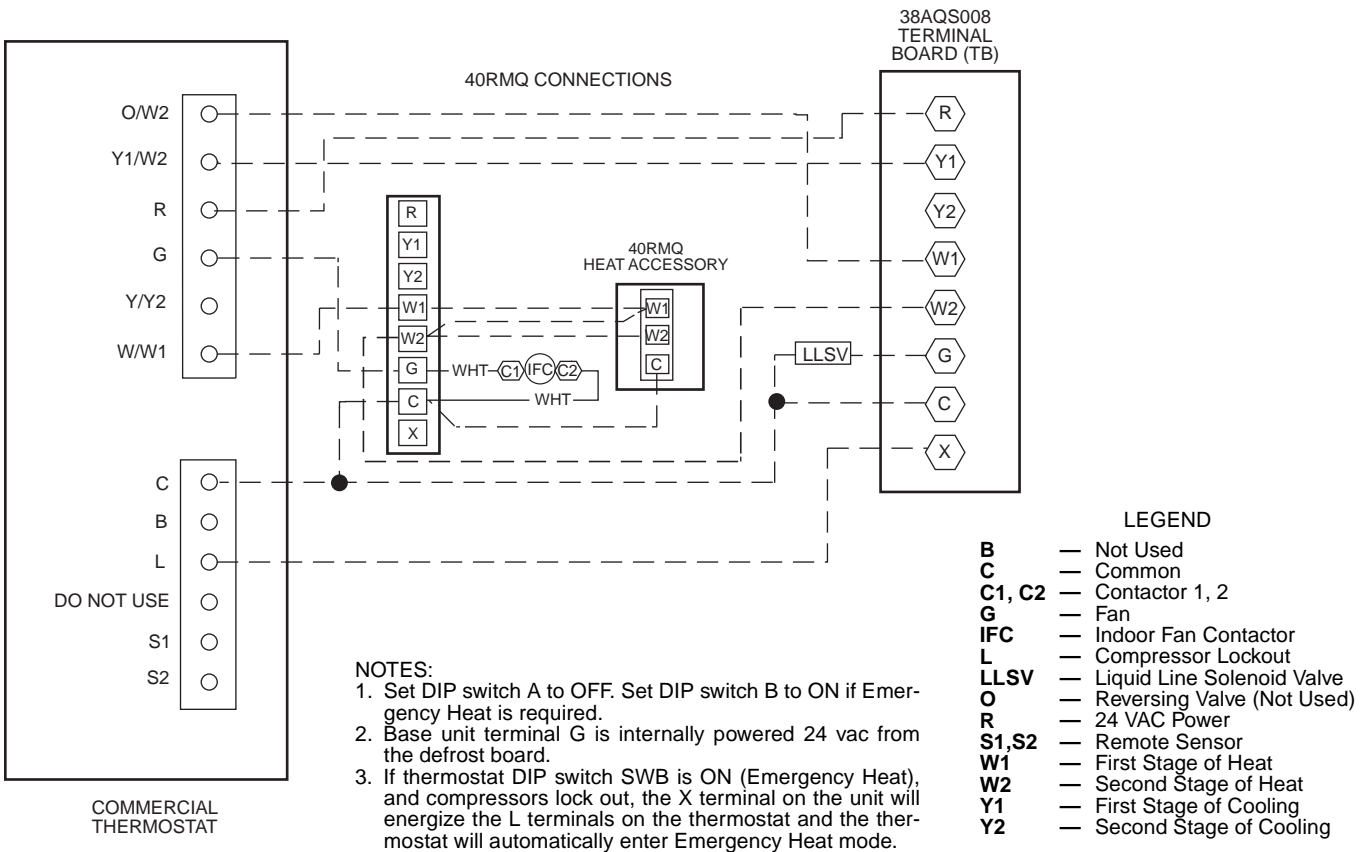 38AQS008
TERMINAL
BOARD (TB)
40RMQ CONNECTIONS
O/W2
Y1/W2
R
G
Y/Y2
W/W1
C
B
L
DO NOT USE
S1
S2
COMMERCIAL
THERMOSTAT
R
Y1
Y2
W1
W2
G
C
X
WHT
C1
IFC
C2
WHT
40RMQ
HEAT ACCESSORY
W1
W2
C
LLSV
R
Y1
Y2
W1
W2
G
C
X
NOTES:
1. Set DIP switch A to OFF. Set DIP switch B to ON if Emer-
gency Heat is required.
2. Base unit terminal G is internally powered 24 vac from
the defrost board.
3. If thermostat DIP switch SWB is ON (Emergency Heat),
and compressors lock out, the X terminal on the unit will
energize the L terminals on the thermostat and the ther-
mostat will automatically enter Emergency Heat mode.
LEGEND
B — Not Used
C — Common
C1, C2 — Contactor 1, 2
G — Fan
IFC — Indoor Fan Contactor
L — Compressor Lockout
LLSV — Liquid Line Solenoid Valve
O — Reversing Valve (Not Used)
R — 24 VAC Power
S1,S2 — Remote Sensor
W1 — First Stage of Heat
W2 — Second Stage of Heat
Y1 — First Stage of Cooling
Y2 — Second Stage of Cooling